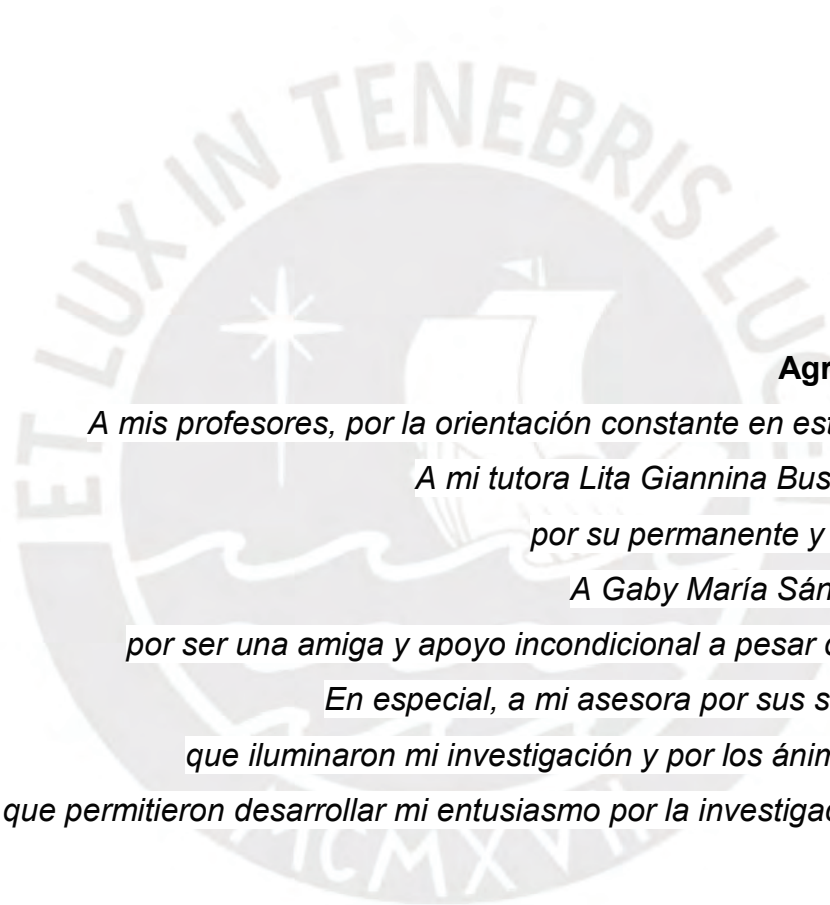 ET LUX IN TENEBRIS LUC
Agr
A mis profesores, por la orientación constante en est
A mi tutora Lita Giannina Bus
por su permanente y
A Gaby María Sán
por ser una amiga y apoyo incondicional a pesar
En especial, a mi asesora por sus s
que iluminaron mi investigación y por los ánim
que permitieron desarrollar mi entusiasmo por la investigac
MCMXVII